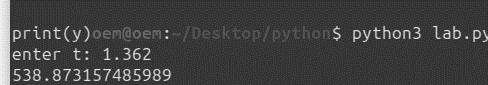 print(y)oem@oem:~/Desktop/python$ python3 lab.py
enter t: 1.362
538.873157485989